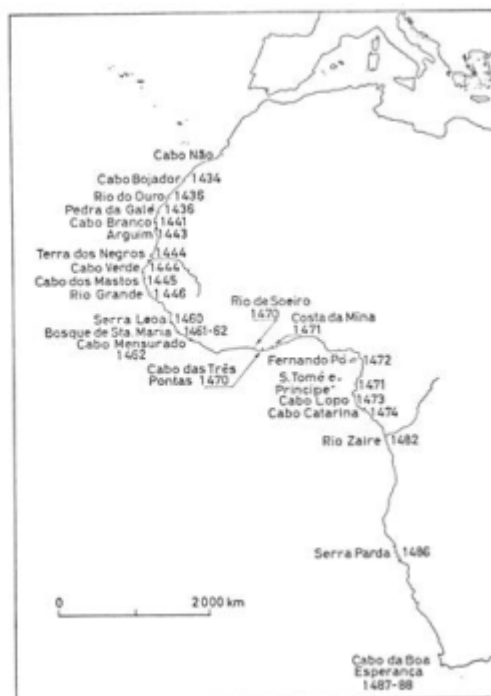 Cabo Não
Cabo Bojador 1434
Rio do Ouro 1436
Pedra da Galé 1436
Cabo Branco 1441
Arguim 1443
Terra dos Negros 1444
Cabo Verde 1444
Cabo dos Mastos 1445
Rio Grande 1446
Serra Leoa 1460
Bosque de Sta. Maria 1461-62
Cabo Mensurado
1462
Rio de Soeiro
1470
Costa da Mina
1471
Cabo das Três
Pontas 1470
Fernando Pó 1472
S. Tomé e
Príncipe 1471
Cabo Lopo 1473
Cabo Catarina 1474
Rio Zaire 1482
Serra Parda 1486
0 2000 km
Cabo da Boa
Esperança
1487-88